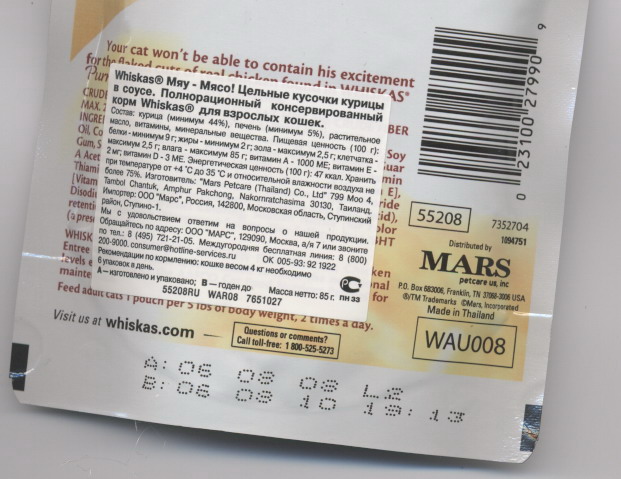 Your cat won't be able to contain his excitement
for the flaked cuts of real chicken found in WHISKAS®
Whiskas® Мяу - Мясо! Цельные кусочки курицы
в соусе. Полнорационный консервированный
корм Whiskas® для взрослых кошек.
Состав: курица (минимум 44%), печень (минимум 5%), растительное
масло, витамины, минеральные вещества. Пищевая ценность (100 г):
белки - минимум 9 г; жиры - минимум 2 г; зола - максимум 2,5 г; клетчатка -
максимум 2,5 г; влага - максимум 85 г; витамин А - 1000 МЕ; витамин Е -
2 мг; витамин D - 3 МЕ. Энергетическая ценность (100 г): 47 ккал. Хранить
при температуре от +4 °С до 35 °С и относительной влажности воздуха не
более 75%. Изготовитель: "Mars Petcare (Thailand) Co., Ltd" 799 Moo 4,
Tambol Chantuk, Amphur Pakchong, Nakornratchasima 30130, Таиланд.
Импортер: ООО "Марс", Россия, 142800, Московская область, Ступинский
район, Ступино-1.
Мы с удовольствием ответим на вопросы о нашей продукции.
Обращайтесь по адресу: ООО "МАРС", 129090, Москва, а/я 7 или звоните
по тел.: 8 (495) 721-21-05. Междугородняя бесплатная линия: 8 (800)
200-9000. consumer@hotline-service.ru ОК 005-93: 92 1922
Рекомендации по кормлению: кошке весом 4 кг необходимо
6 упаковок в день.
А – изготовлено и упаковано; В – годен до Масса нетто: 85 г.
55208RU WAR08 7651027
РС
ПН 33
Feed adult cats 1 pouch per 5 lbs of body weight, 2 times a day.
Visit us at whiskas.com
Questions or comments?
Call toll-free: 1 800-525-5273
0 23100 27990 9
55208
7352704
1094751
Distributed by
MARS
petcare us, inc
P.O. Box 683006, Franklin, TN 37068-3006 USA
®/TM Trademarks ©Mars, Incorporated
Made in Thailand
WAU008
A: 06 08 08 L2
B: 06 08 10 19:13